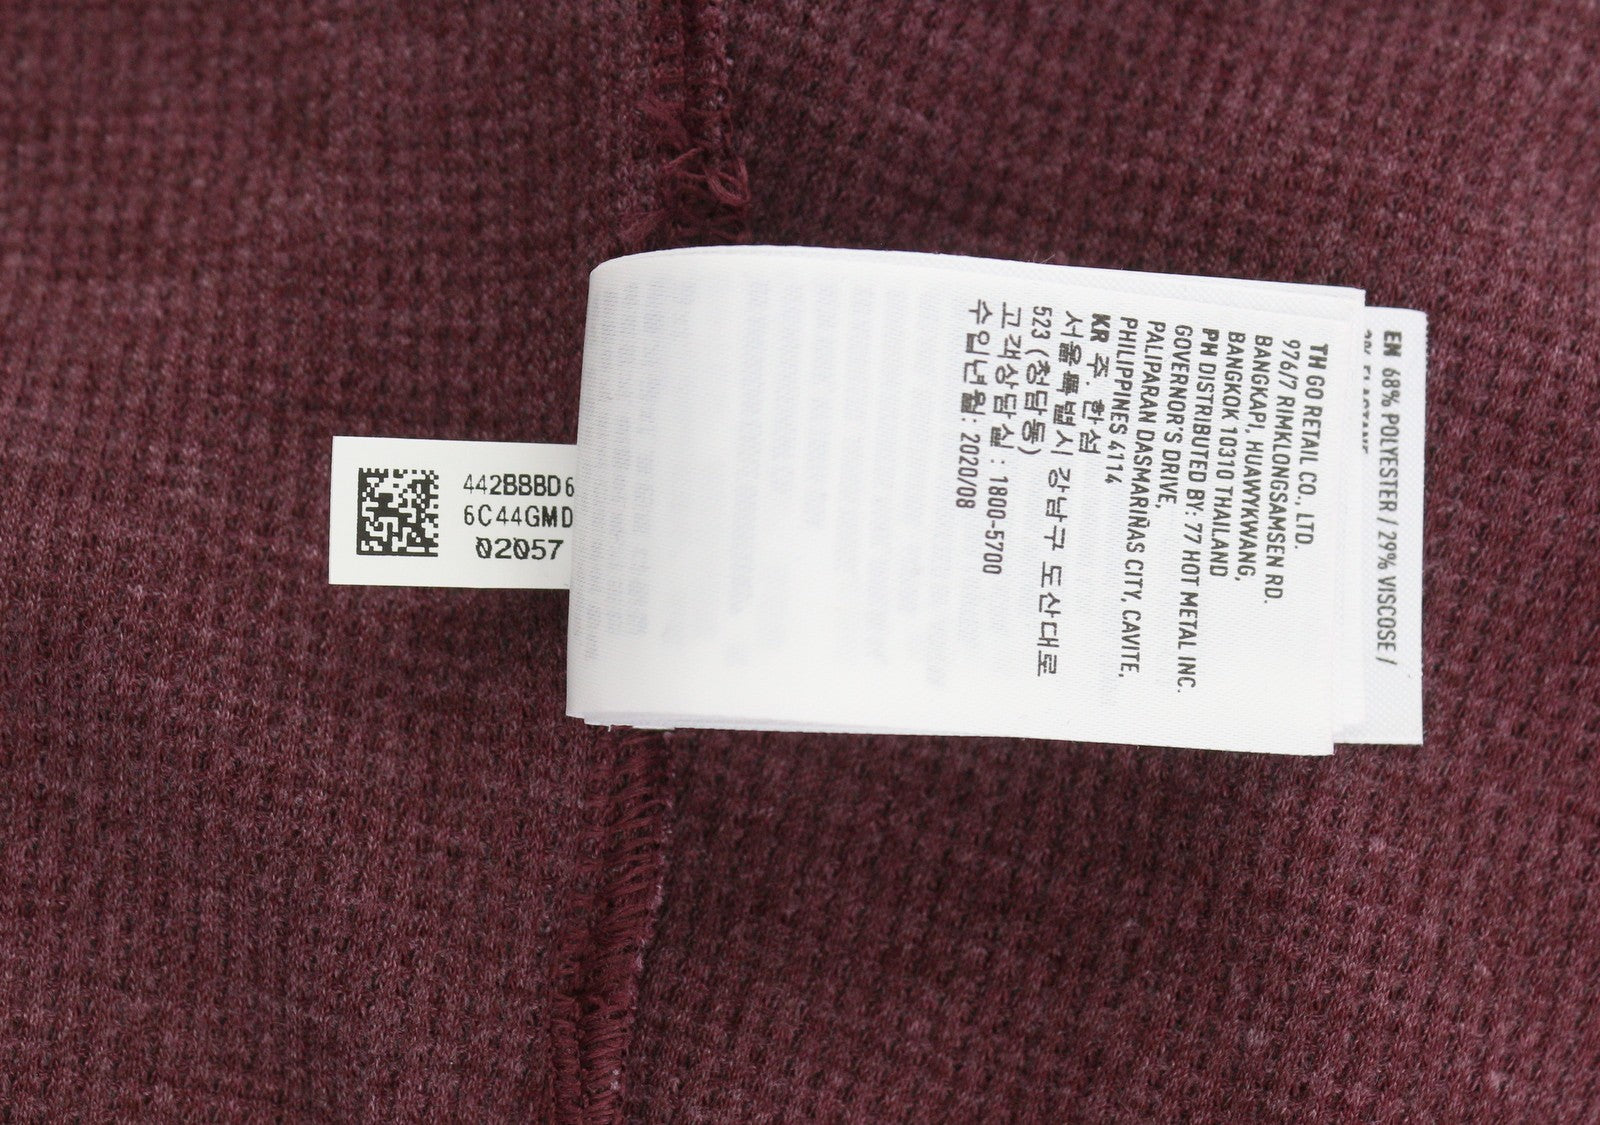 442BBBD6
6C44GMD
02057
EN 68% POLYESTER / 29% VISCOSE /
TH GO RETAIL CO., LTD.
976/7 RIMKLONGSAMSEN RD.
BANGKAPI, HUAWYKWANG,
BANGKOK 10310 THAILAND
PH DISTRIBUTED BY: 77 HOT METAL INC.
GOVERNOR'S DRIVE,
PALIPARAN DASMARIÑAS CITY, CAVITE,
PHILIPPINES 4114
KR 주. 한섬
서울특별시 강남구 도산대로
523 (청담동)
고객상담실 : 1800-5700
수입년월: 2020/08